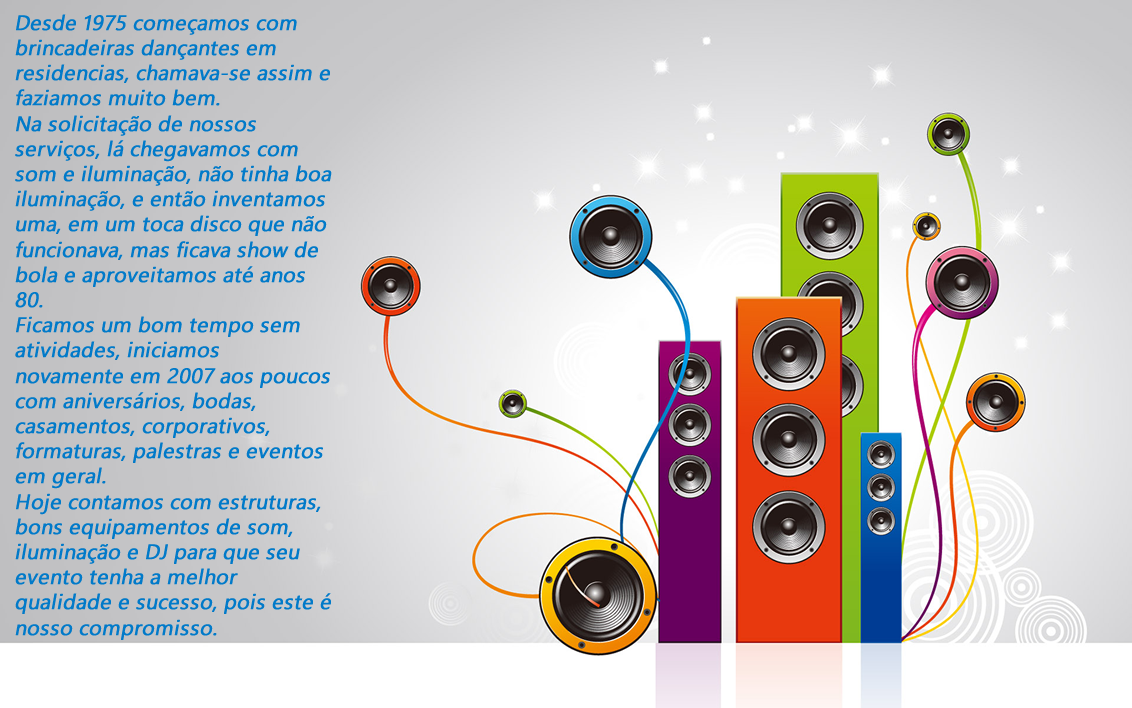 Desde 1975 começamos com
brincadeiras dançantes em
residencias, chamava-se assim e
faziamos muito bem.
Na solicitação de nossos
serviços, lá chegavamos com
som e iluminação, não tinha boa
iluminação, e então inventamos
uma, em um toca disco que não
funcionava, mas ficava show de
bola e aproveitamos até anos
80.
Ficamos um bom tempo sem
atividades, iniciamos
novamente em 2007 aos poucos
com aniversários, bodas,
casamentos, corporativos,
formaturas, palestras e eventos
em geral.
Hoje contamos com estruturas,
bons equipamentos de som,
iluminação e DJ para que seu
evento tenha a melhor
qualidade e sucesso, pois este é
nosso compromisso.